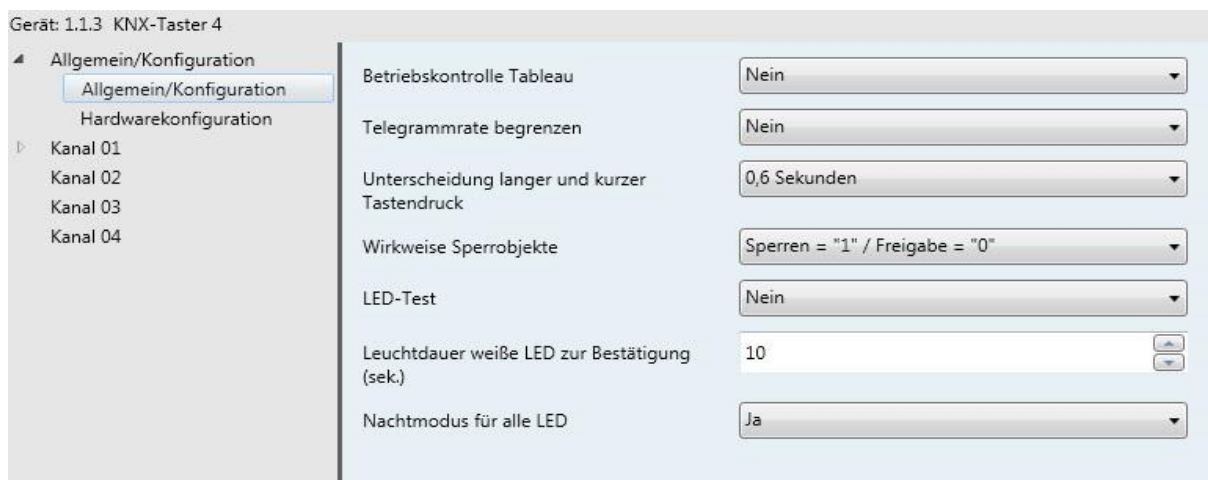 Gerät: 1.1.3 KNX-Taster 4
Allgemein/Konfiguration
Allgemein/Konfiguration
Hardwarekonfiguration
Kanal 01
Kanal 02
Kanal 03
Kanal 04
Betriebskontrolle Tableau
Nein
Telegrammrate begrenzen
Nein
Unterscheidung langer und kurzer
Tastendruck
0,6 Sekunden
Wirkweise Sperrobjekte
Sperren = "1" / Freigabe = "0"
LED-Test
Nein
Leuchtdauer weiße LED zur Bestätigung
(sek.)
10
Nachtmodus für alle LED
Ja